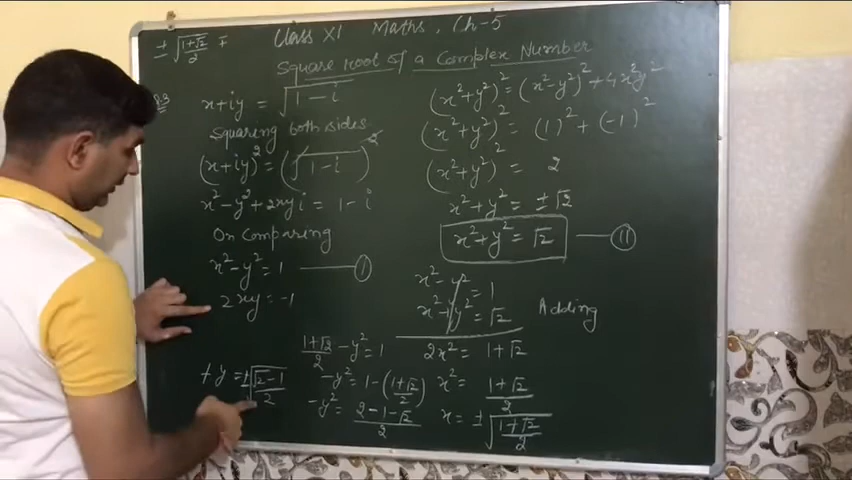 ± √(1+√2)/2 ∓
Class XI Maths, Ch-5
Square Root of a Complex Number
x+iy = √1-i
Squaring both sides
(x+iy)² = (√1-i)²
x²-y²+2xyi = 1-i
On Comparing
x²-y²=1 —— I
2xy=-1
(x²+y²)² = (x²-y²)²+4x²y²
(x²+y²)² = (1)²+(-1)²
(x²+y²)² = 2
x²+y² = ±√2
x²+y² = √2 —— II
x²-y² = 1
x²+y² = √2 Adding
2x² = 1+√2
x² = 1+√2/2
x = ±√(1+√2)/2
1+√2/2 - y² = 1
-y² = 1-(1+√2/2)
-y² = 2-1-√2/2
+y = ±√(√2-1)/2